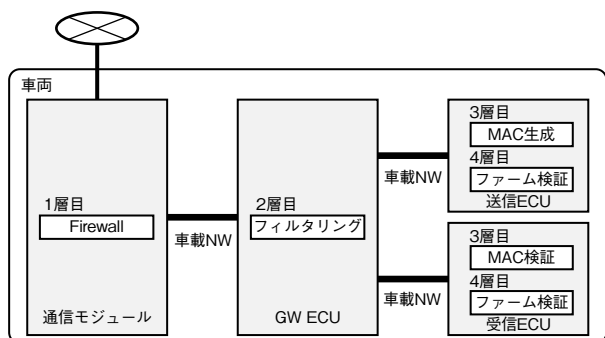 車両
1層目
Firewall
通信モジュール
車載NW
2層目
フィルタリング
GW ECU
車載NW
3層目
MAC生成
4層目
ファーム検証
送信ECU
車載NW
3層目
MAC検証
4層目
ファーム検証
受信ECU